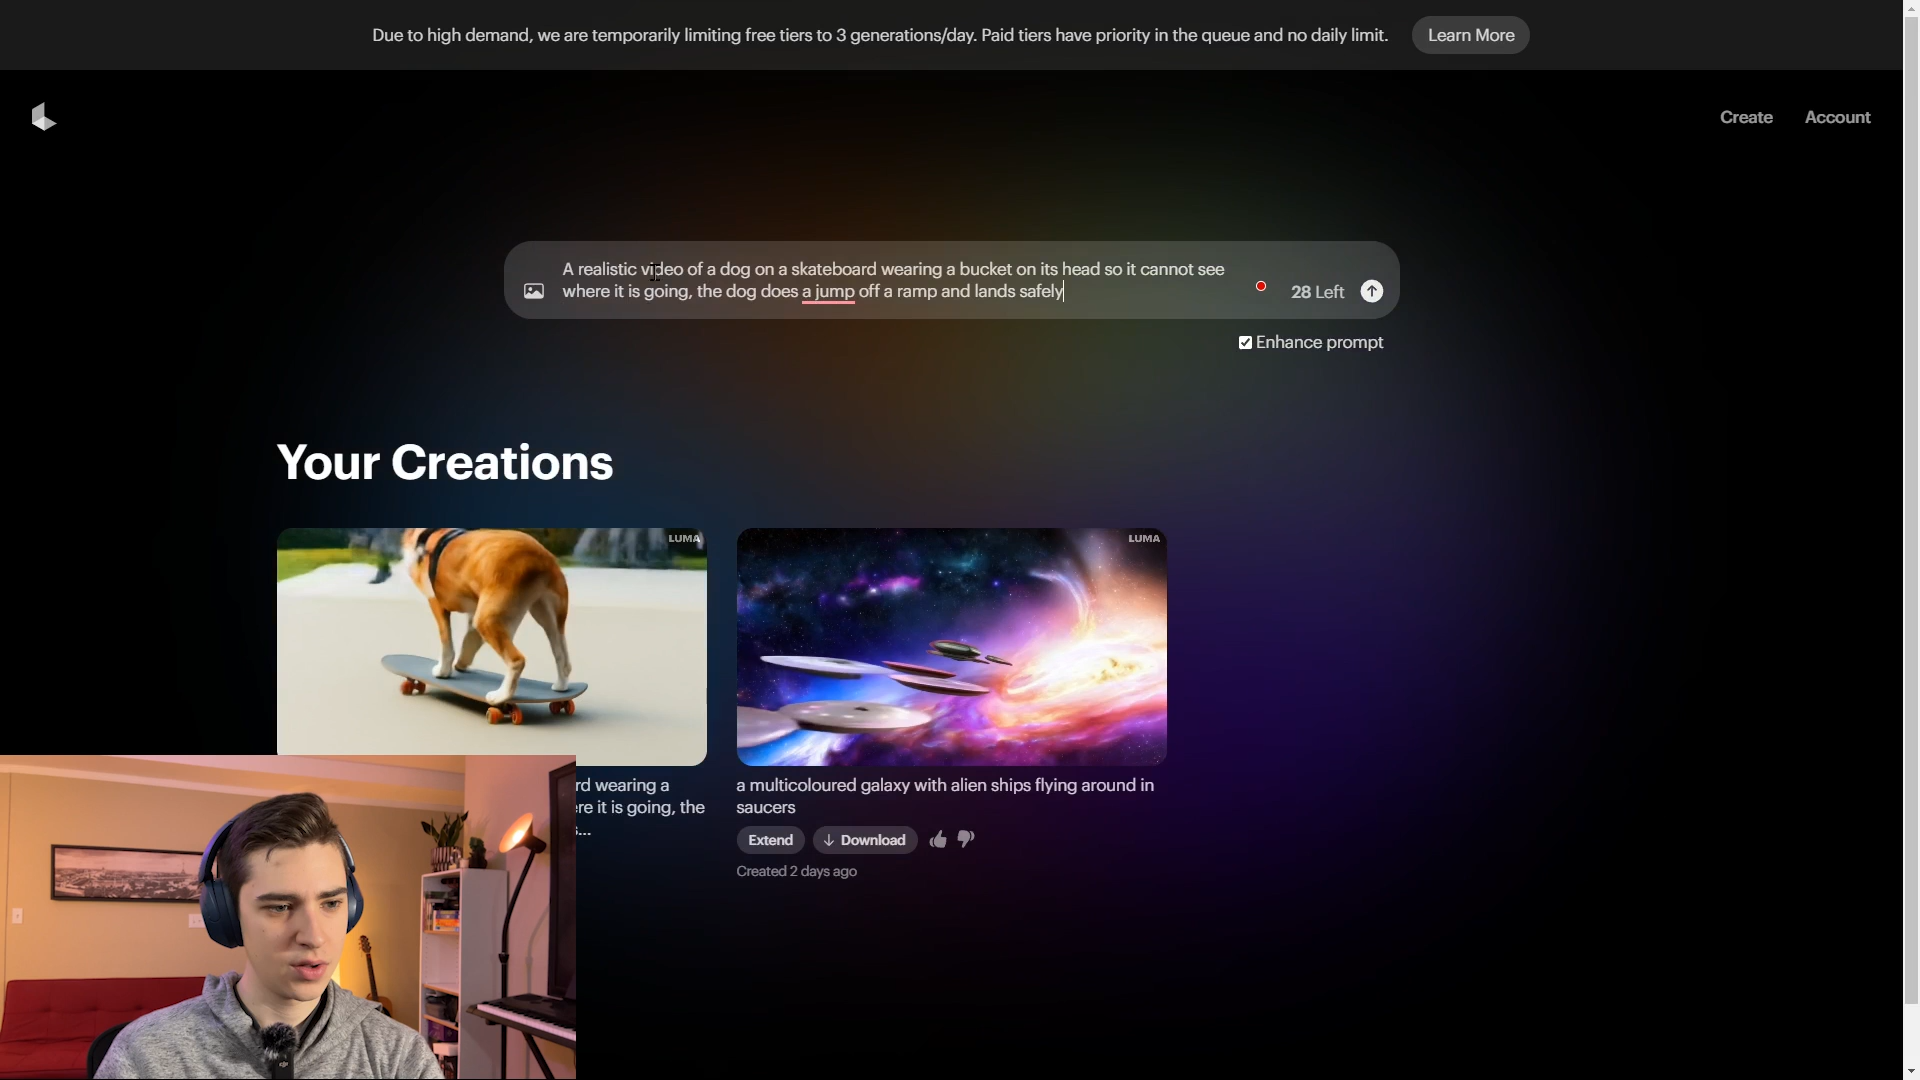 Due to high demand, we are temporarily limiting free tiers to 3 generations/day. Paid tiers have priority in the queue and no daily limit.
Learn More
Create
Account
A realistic video of a dog on a skateboard wearing a bucket on its head so it cannot see
where it is going, the dog does a jump off a ramp and lands safely
28 Left
Enhance prompt
Your Creations
LUMA
LUMA
rd wearing a
re it is going, the
s...
a multicoloured galaxy with alien ships flying around in
saucers
Extend
Download
Created 2 days ago